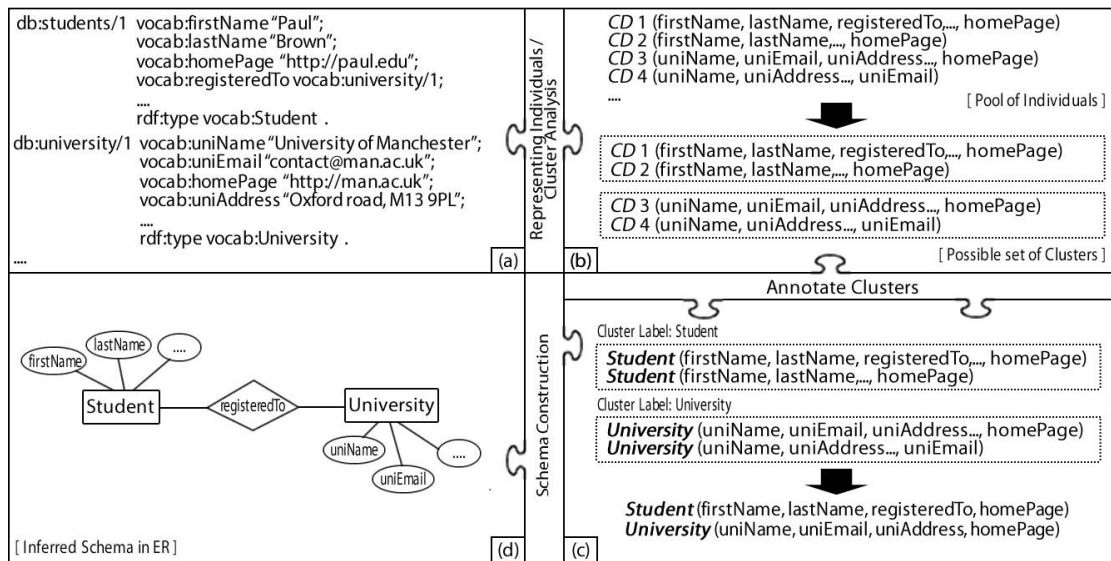 db:students/1 vocab:firstName “Paul”;
vocab:lastName “Brown”;
vocab:homePage “http://paul.edu”;
vocab:registeredTo vocab:university/1;
....
rdf:type vocab:Student .
db:university/1 vocab:uniName “University of Manchester”;
vocab:uniEmail “contact@man.ac.uk”;
vocab:homePage “http://man.ac.uk”;
vocab:uniAddress “Oxford road, M13 9PL”;
....
rdf:type vocab:University .
....
(a)
Representing Individuals /
Cluster Analysis
CD 1 (firstName, lastName, registeredTo,..., homePage)
CD 2 (firstName, lastName,..., homePage)
CD 3 (uniName, uniEmail, uniAddress..., homePage)
CD 4 (uniName, uniAddress..., uniEmail)
....
[ Pool of Individuals ]
CD 1 (firstName, lastName, registeredTo,..., homePage)
CD 2 (firstName, lastName,..., homePage)
CD 3 (uniName, uniEmail, uniAddress..., homePage)
CD 4 (uniName, uniAddress..., uniEmail)
(b)
[ Possible set of Clusters ]
Annotate Clusters
Cluster Label: Student
Student (firstName, lastName, registeredTo,..., homePage)
Student (firstName, lastName,..., homePage)
Cluster Label: University
University (uniName, uniEmail, uniAddress..., homePage)
University (uniName, uniAddress..., uniEmail)
Student (firstName, lastName, registeredTo, homePage)
University (uniName, uniEmail, uniAddress, homePage)
(c)
Schema Construction
firstName
lastName
....
Student
registeredTo
University
uniName
uniEmail
....
[ Inferred Schema in ER ]
(d)